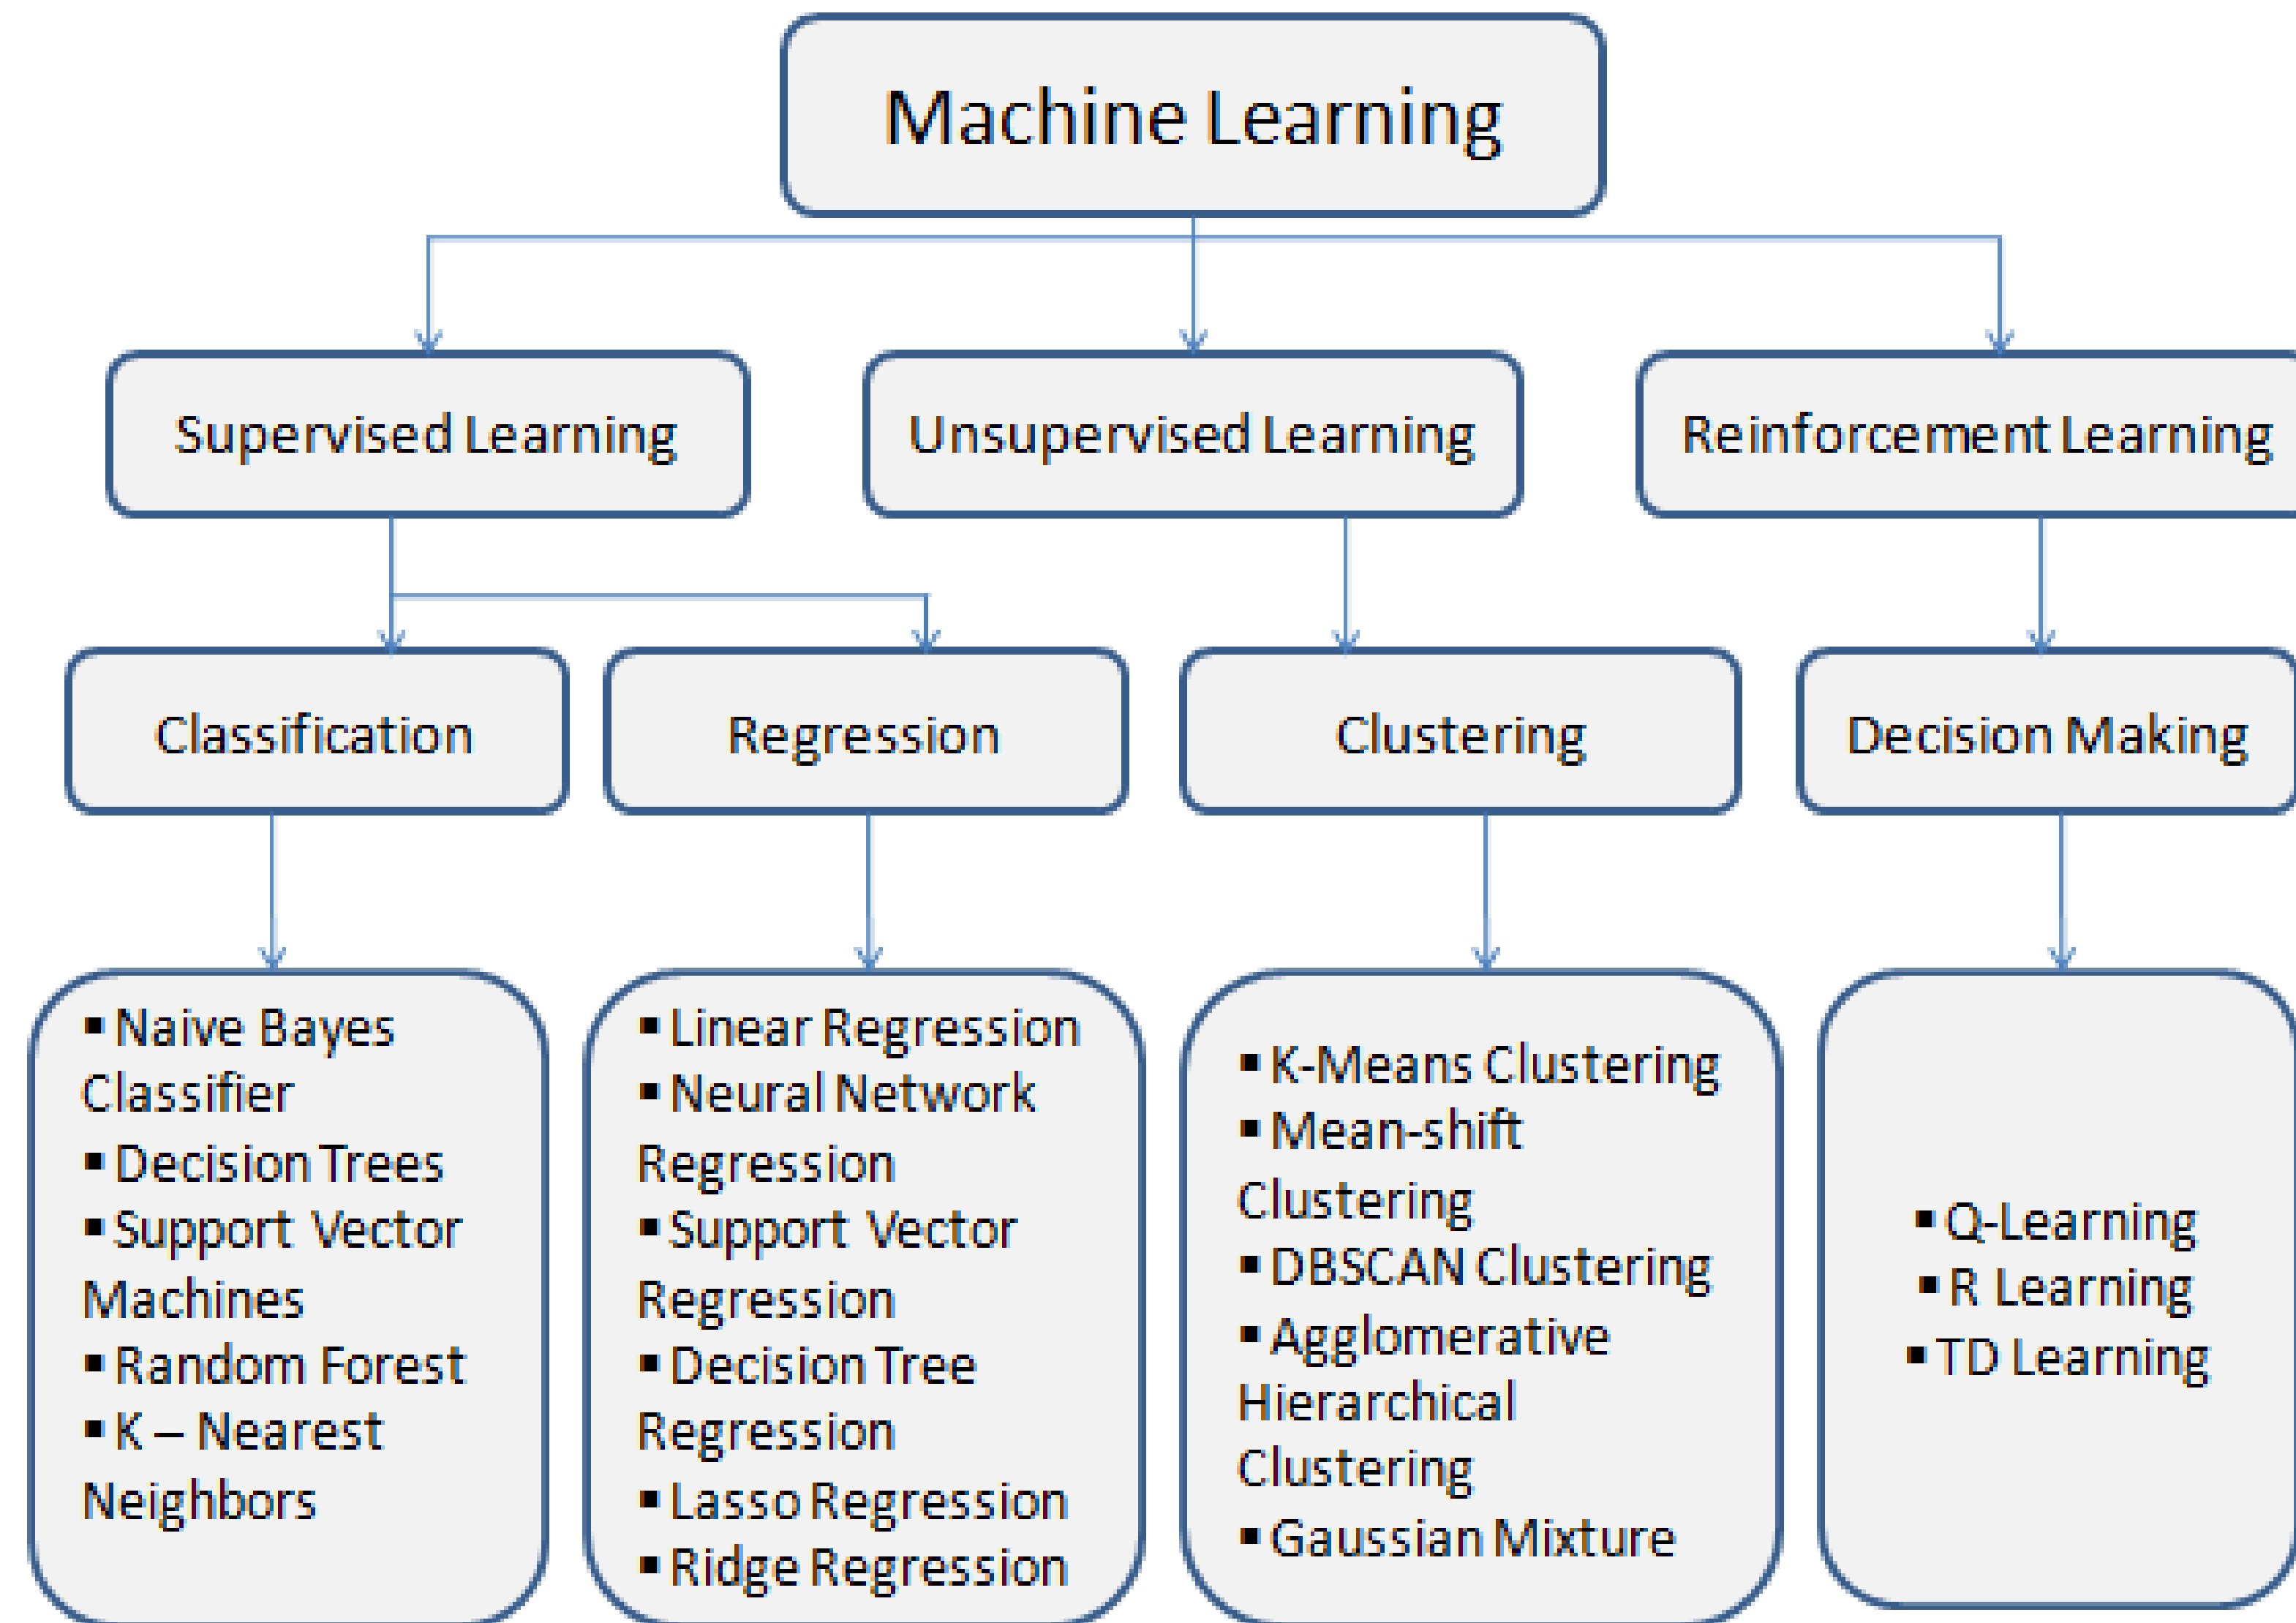 Machine Learning
Supervised Learning
Unsupervised Learning
Reinforcement Learning
Classification
Regression
Clustering
Decision Making
▪ Naive Bayes
Classifier
▪ Decision Trees
▪ Support Vector
Machines
▪ Random Forest
▪ K – Nearest
Neighbors
▪ Linear Regression
▪ Neural Network
Regression
▪ Support Vector
Regression
▪ Decision Tree
Regression
▪ Lasso Regression
▪ Ridge Regression
▪ K-Means Clustering
▪ Mean-shift
Clustering
▪ DBSCAN Clustering
▪ Agglomerative
Hierarchical
Clustering
▪ Gaussian Mixture
▪ Q-Learning
▪ R Learning
▪ TD Learning